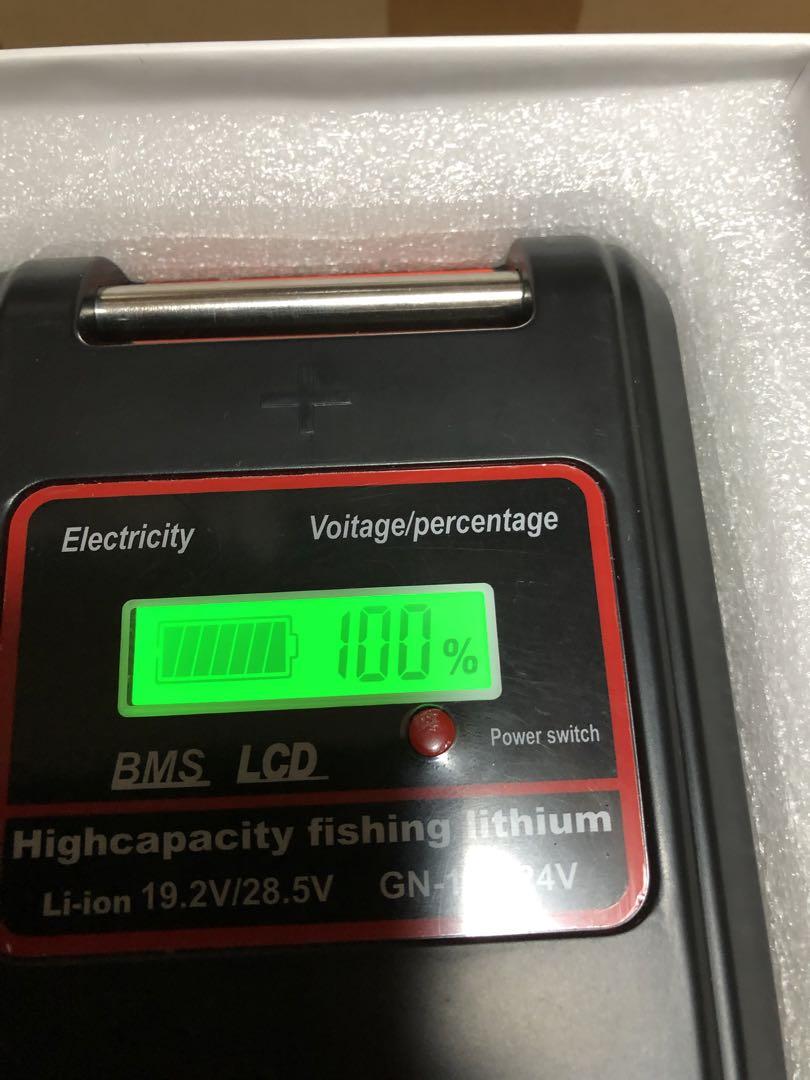 Electricity Voitage/percentage
100%
Power switch
BMS LCD
Highcapacity fishing lithium
Li-ion 19.2V/28.5V